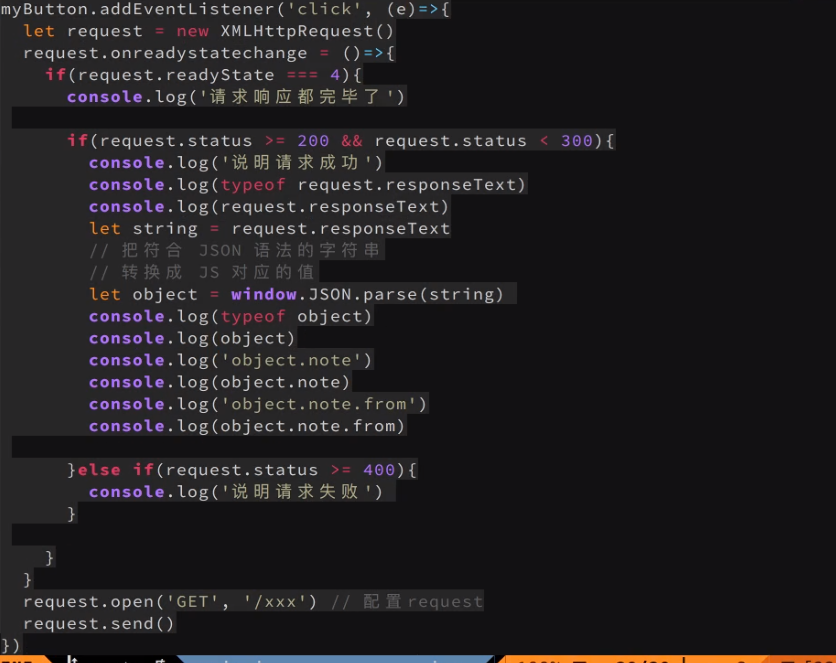 myButton.addEventListener('click', (e)=>{
  let request = new XMLHttpRequest()
  request.onreadystatechange = ()=>{
    if(request.readyState === 4){
      console.log('请求响应都完毕了')

      if(request.status >= 200 && request.status < 300){
        console.log('说明请求成功')
        console.log(typeof request.responseText)
        console.log(request.responseText)
        let string = request.responseText
        // 把符合 JSON 语法的字符串
        // 转换成 JS 对应的值
        let object = window.JSON.parse(string)
        console.log(typeof object)
        console.log(object)
        console.log('object.note')
        console.log(object.note)
        console.log('object.note.from')
        console.log(object.note.from)

      }else if(request.status >= 400){
        console.log('说明请求失败')
      }

    }
  }
  request.open('GET', '/xxx') // 配置request
  request.send()
})